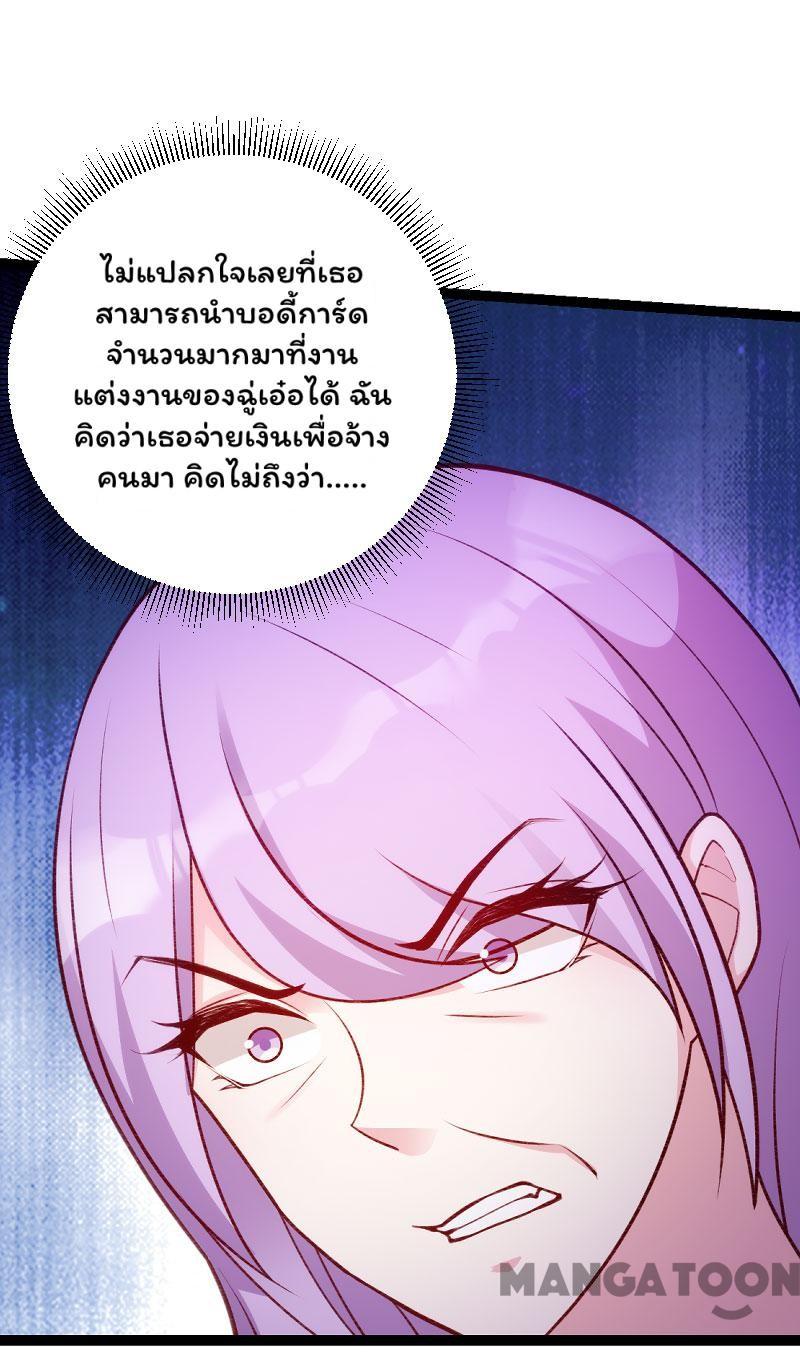 ไม่แปลกใจเลยที่เธอ
สามารถนำบอดี้การ์ด
จำนวนมากมาที่งาน
แต่งงานของฉู่เอ๋อได้ ฉัน
คิดว่าเธอจ่ายเงินเพื่อจ้าง
คนมา คิดไม่ถึงว่า.....
MANGATOON